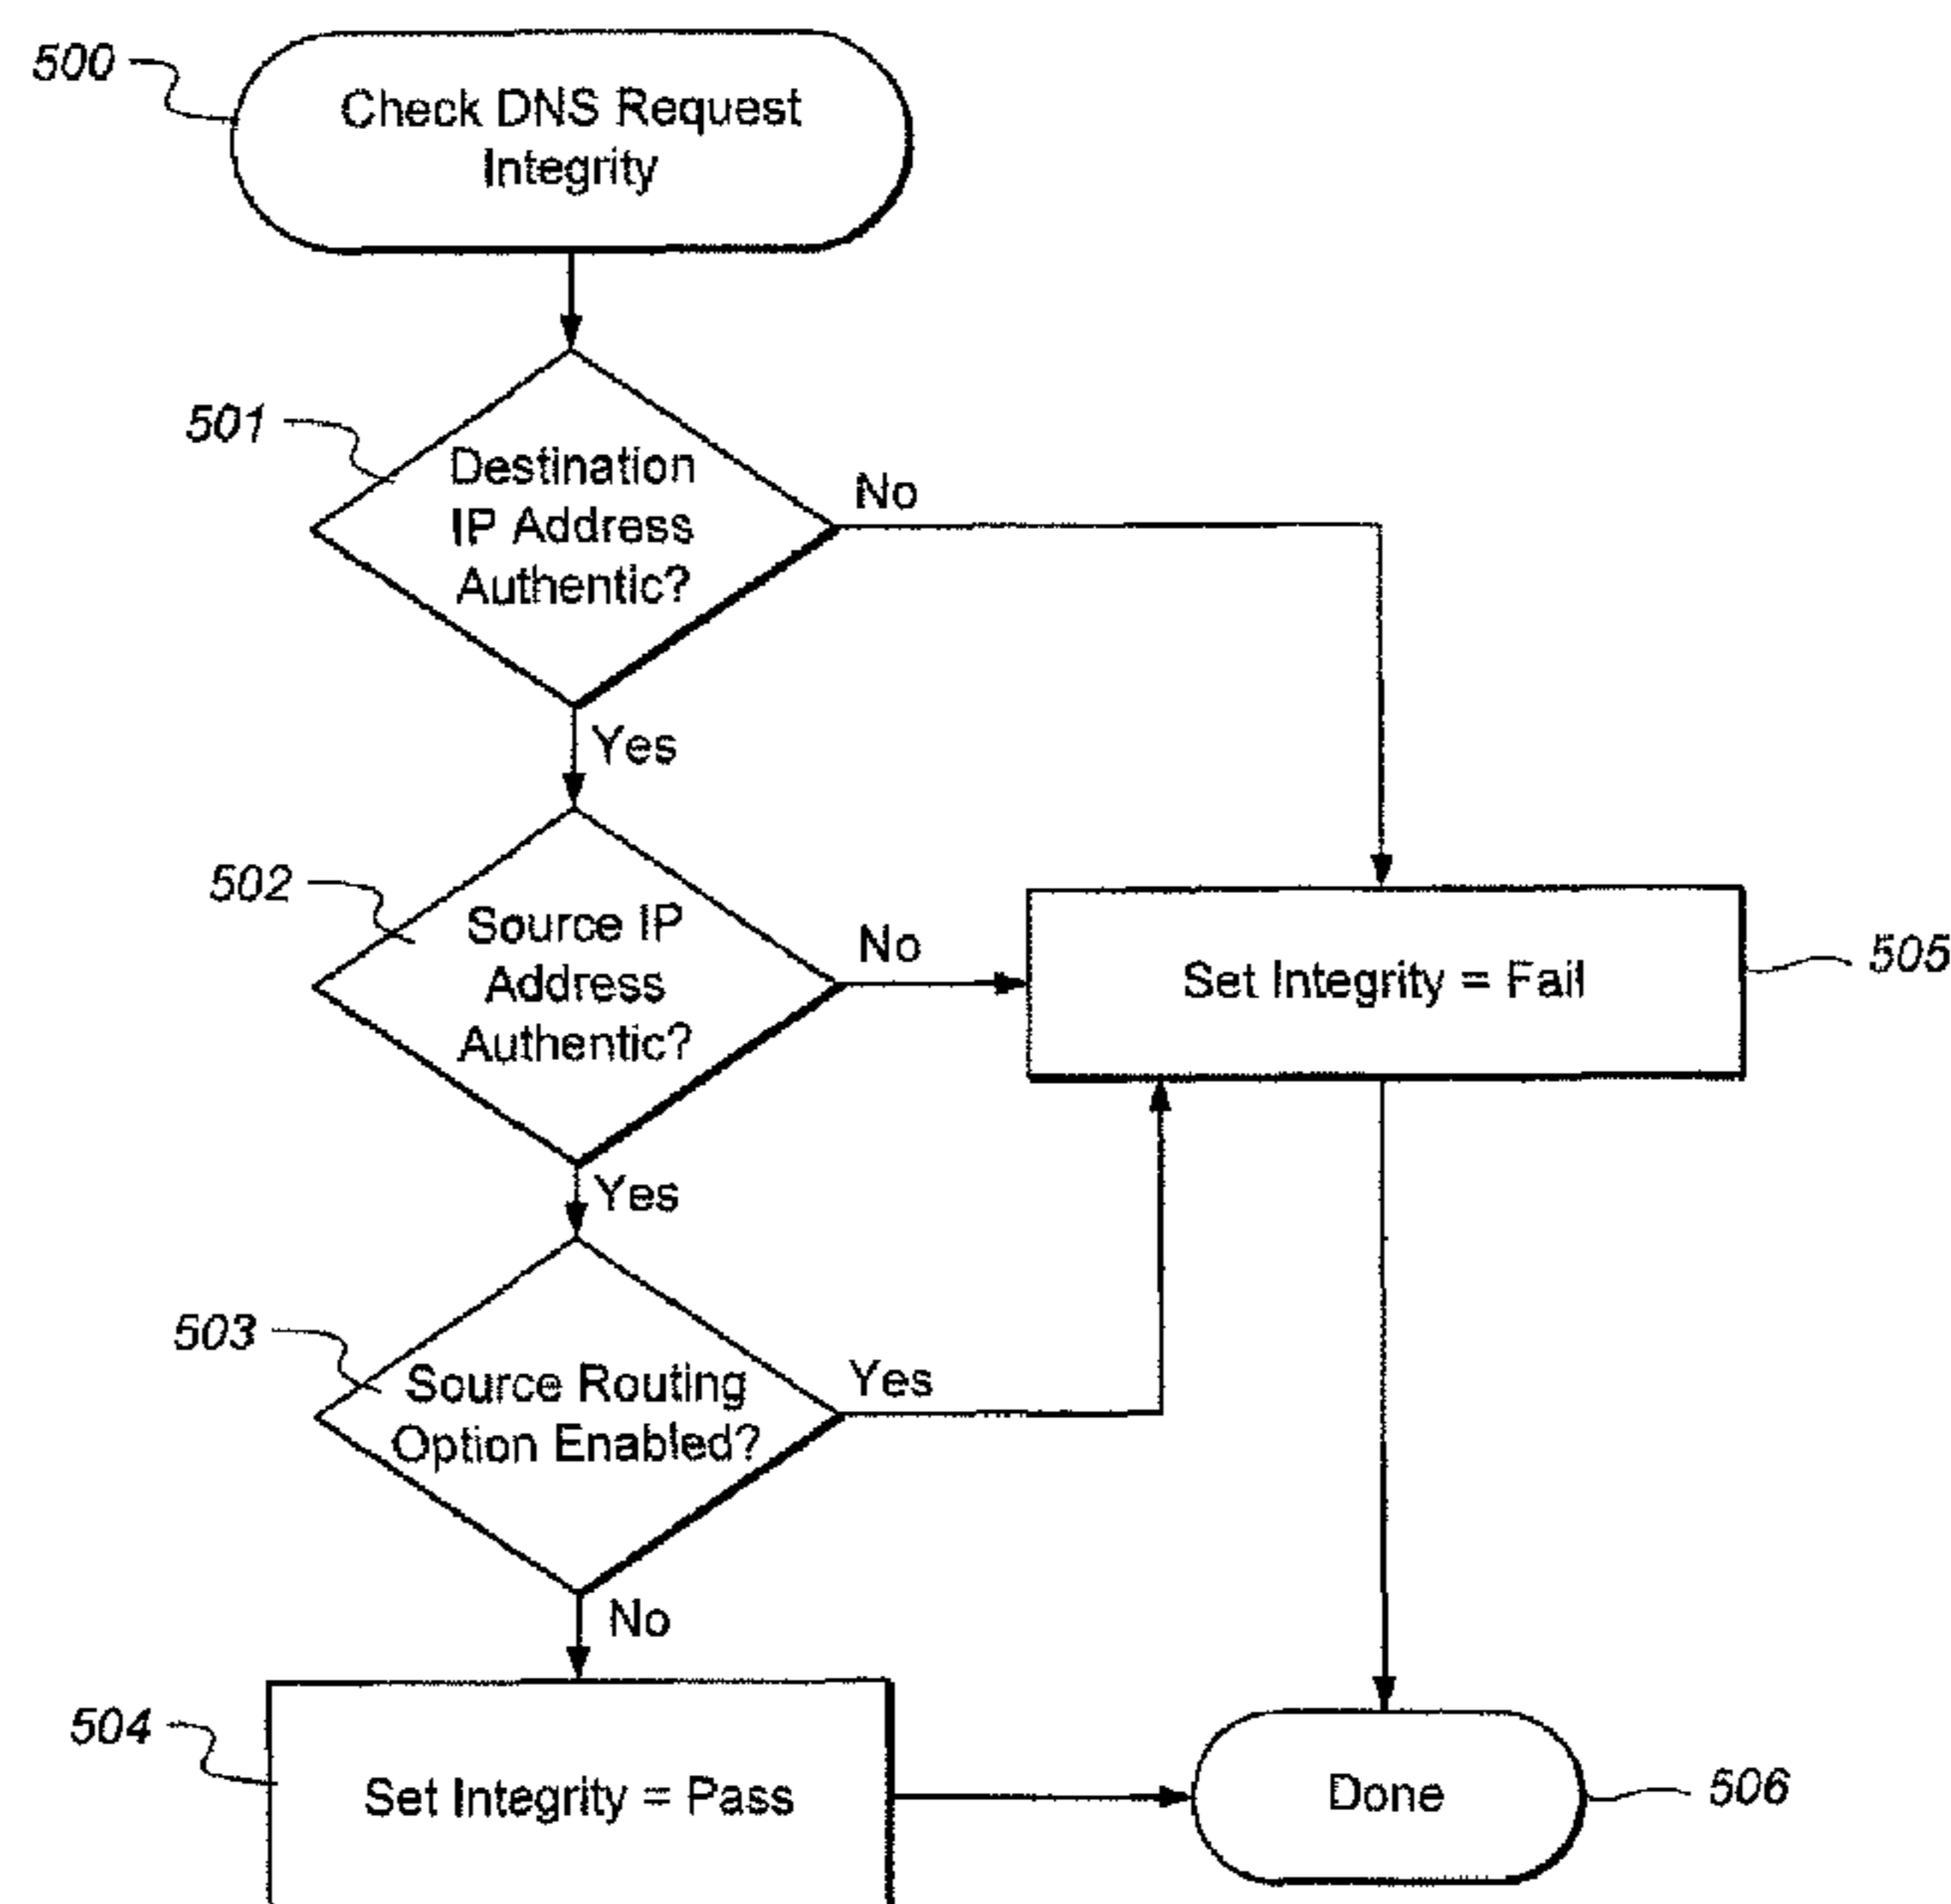 500
Check DNS Request
Integrity
501
Destination
IP Address
Authentic?
No
Yes
502
Source IP
Address
Authentic?
No
Set Integrity = Fail
505
Yes
503
Source Routing
Option Enabled?
Yes
No
504
Set Integrity = Pass
Done
506